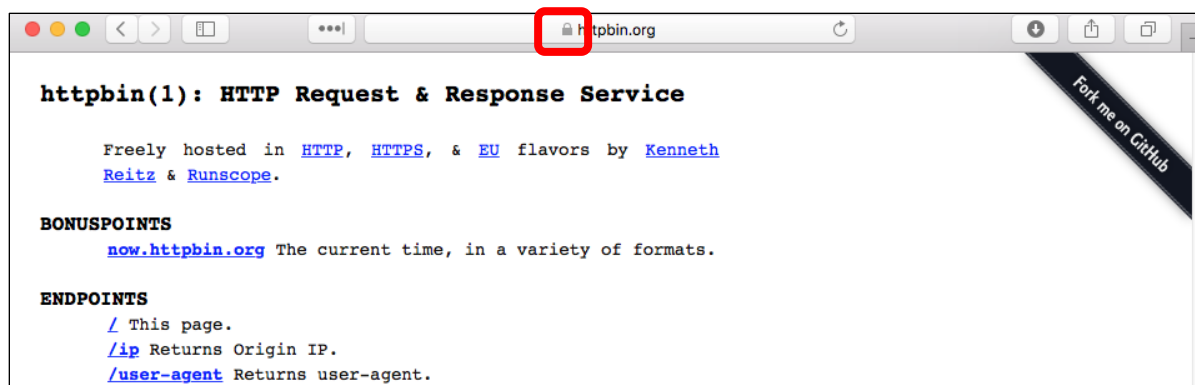 httpbin.org
httpbin(1): HTTP Request & Response Service
Fork me on GitHub
Freely hosted in HTTP, HTTPS, & EU flavors by Kenneth
Reitz & Runscope.
BONUSPOINTS
now.httpbin.org The current time, in a variety of formats.
ENDPOINTS
/ This page.
/ip Returns Origin IP.
/user-agent Returns user-agent.